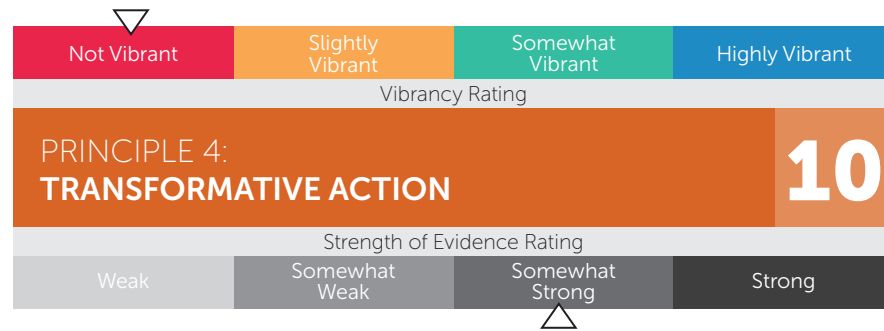 Not Vibrant
Slightly
Vibrant
Somewhat
Vibrant
Highly Vibrant
Vibrancy Rating
PRINCIPLE 4:
TRANSFORMATIVE ACTION
10
Strength of Evidence Rating
Weak
Somewhat
Weak
Somewhat
Strong
Strong